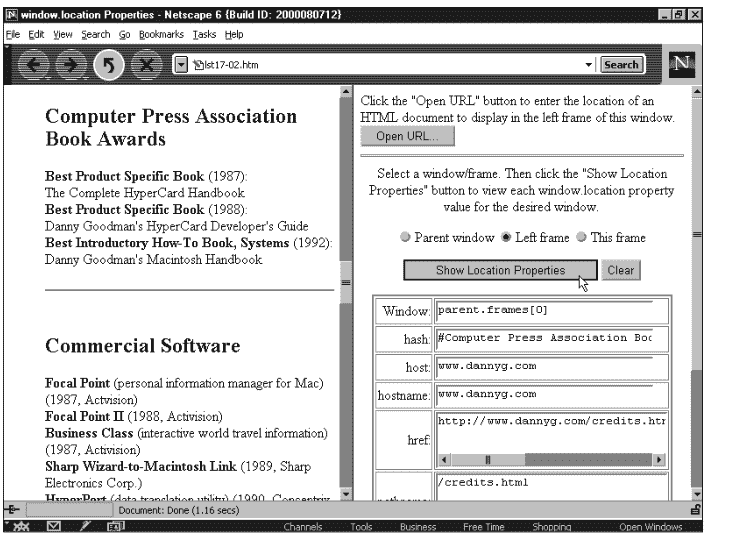 window.location Properties - Netscape 6 {Build ID: 2000080712}
File Edit View Search Go Bookmarks Tasks Help
lst17-02.htm
Search
N
Computer Press Association
Book Awards
Best Product Specific Book (1987):
The Complete HyperCard Handbook
Best Product Specific Book (1988):
Danny Goodman's HyperCard Developer's Guide
Best Introductory How-To Book, Systems (1992):
Danny Goodman's Macintosh Handbook
Commercial Software
Focal Point (personal information manager for Mac)
(1987, Activision)
Focal Point II (1988, Activision)
Business Class (interactive world travel information)
(1987, Activision)
Sharp Wizard-to-Macintosh Link (1989, Sharp
Electronics Corp.)
HyperPort (data translation utility) (1990, Concentrix
Click the "Open URL" button to enter the location of an
HTML document to display in the left frame of this window.
Open URL...
Select a window/frame. Then click the "Show Location
Properties" button to view each window.location property
value for the desired window.
Parent window Left frame This frame
Show Location Properties Clear
Window: parent.frames[0]
hash: #Computer Press Association Boo
host: www.dannyg.com
hostname: www.dannyg.com
href: http://www.dannyg.com/credits.htm
pathname: /credits.html
Document: Done (1.16 secs)
Channels Tools Business Free Time Shopping Open Windows